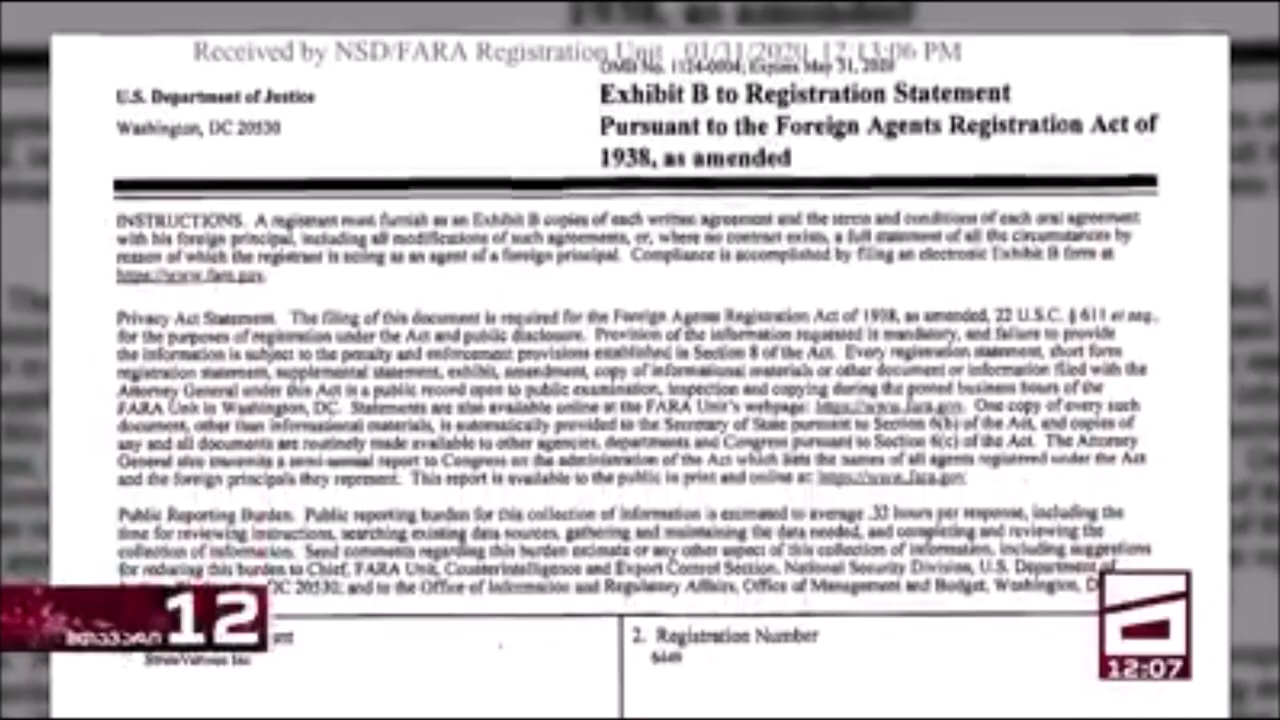 1938, as amended
Received by NSD/FARA Registration Unit 01/31/2020 12:13:06 PM
OMB No. 1124-0004; Expires May 31, 2020
U.S. Department of Justice
Washington, DC 20530
Exhibit B to Registration Statement
Pursuant to the Foreign Agents Registration Act of
1938, as amended
INSTRUCTIONS. A registrant must furnish as an Exhibit B copies of each written agreement and the terms and conditions of each oral agreement
with his foreign principal, including all modifications of such agreements, or, where no contract exists, a full statement of all the circumstances by
reason of which the registrant is acting as an agent of a foreign principal. Compliance is accomplished by filing an electronic Exhibit B form at
https://www.fara.gov.
Privacy Act Statement. The filing of this document is required for the Foreign Agents Registration Act of 1938, as amended, 22 U.S.C. § 611 et seq.,
for the purposes of registration under the Act and public disclosure. Provision of the information requested is mandatory, and failure to provide
the information is subject to the penalty and enforcement provisions established in Section 8 of the Act. Every registration statement, short form
registration statement, supplemental statement, exhibit, amendment, copy of informational materials or other document or information filed with the
Attorney General under this Act is a public record open to public examination, inspection and copying during the posted business hours of the
FARA Unit in Washington, DC. Statements are also available online at the FARA Unit's webpage: https://www.fara.gov. One copy of every such
document, other than informational materials, is automatically provided to the Secretary of State pursuant to Section 6(b) of the Act, and copies of
any and all documents are routinely made available to other agencies, departments and Congress pursuant to Section 6(c) of the Act. The Attorney
General also transmits a semi-annual report to Congress on the administration of the Act which lists the names of all agents registered under the Act
and the foreign principals they represent. This report is available to the public in print and online at: https://www.fara.gov.
Public Reporting Burden. Public reporting burden for this collection of information is estimated to average .32 hours per response, including the
time for reviewing instructions, searching existing data sources, gathering and maintaining the data needed, and completing and reviewing the
collection of information. Send comments regarding this burden estimate or any other aspect of this collection of information, including suggestions
for reducing this burden to Chief, FARA Unit, Counterintelligence and Export Control Section, National Security Division, U.S. Department of
DC 20530; and to the Office of Information and Regulatory Affairs, Office of Management and Budget, Washington, D
მთავარი 12
2. Registration Number
12:07